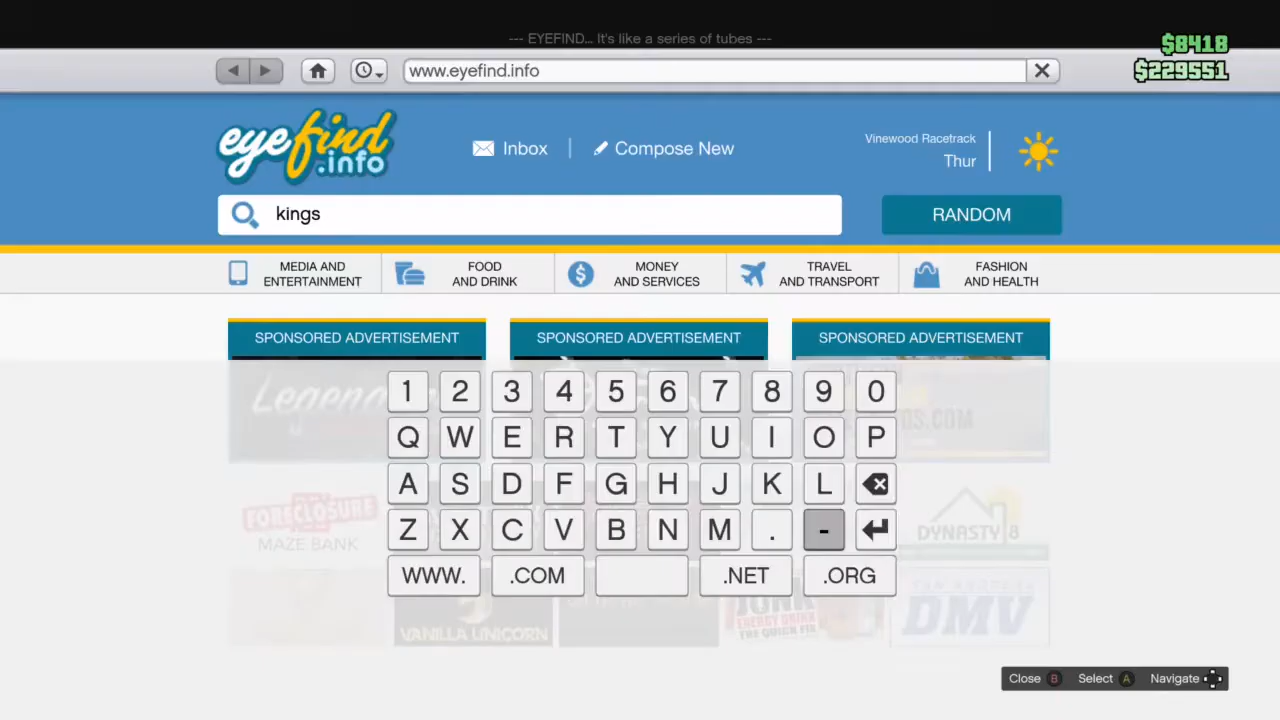 --- EYEFIND... It's like a series of tubes ---
$8418
$229551
www.eyefind.info
eyefind
.info
Inbox
Compose New
Vinewood Racetrack
Thur
kings
RANDOM
MEDIA AND
ENTERTAINMENT
FOOD
AND DRINK
MONEY
AND SERVICES
TRAVEL
AND TRANSPORT
FASHION
AND HEALTH
SPONSORED ADVERTISEMENT
SPONSORED ADVERTISEMENT
SPONSORED ADVERTISEMENT
1 2 3 4 5 6 7 8 9 0
Q W E R T Y U I O P
A S D F G H J K L
Z X C V B N M . -
WWW. .COM .NET .ORG
FORECLOSURE
MAZE BANK
DYNASTY 8
VANILLA UNICORN
JUNK
ENERGY DRINK
THE QUICK FIX
SAN ANDREAS
DMV
Close B Select A Navigate